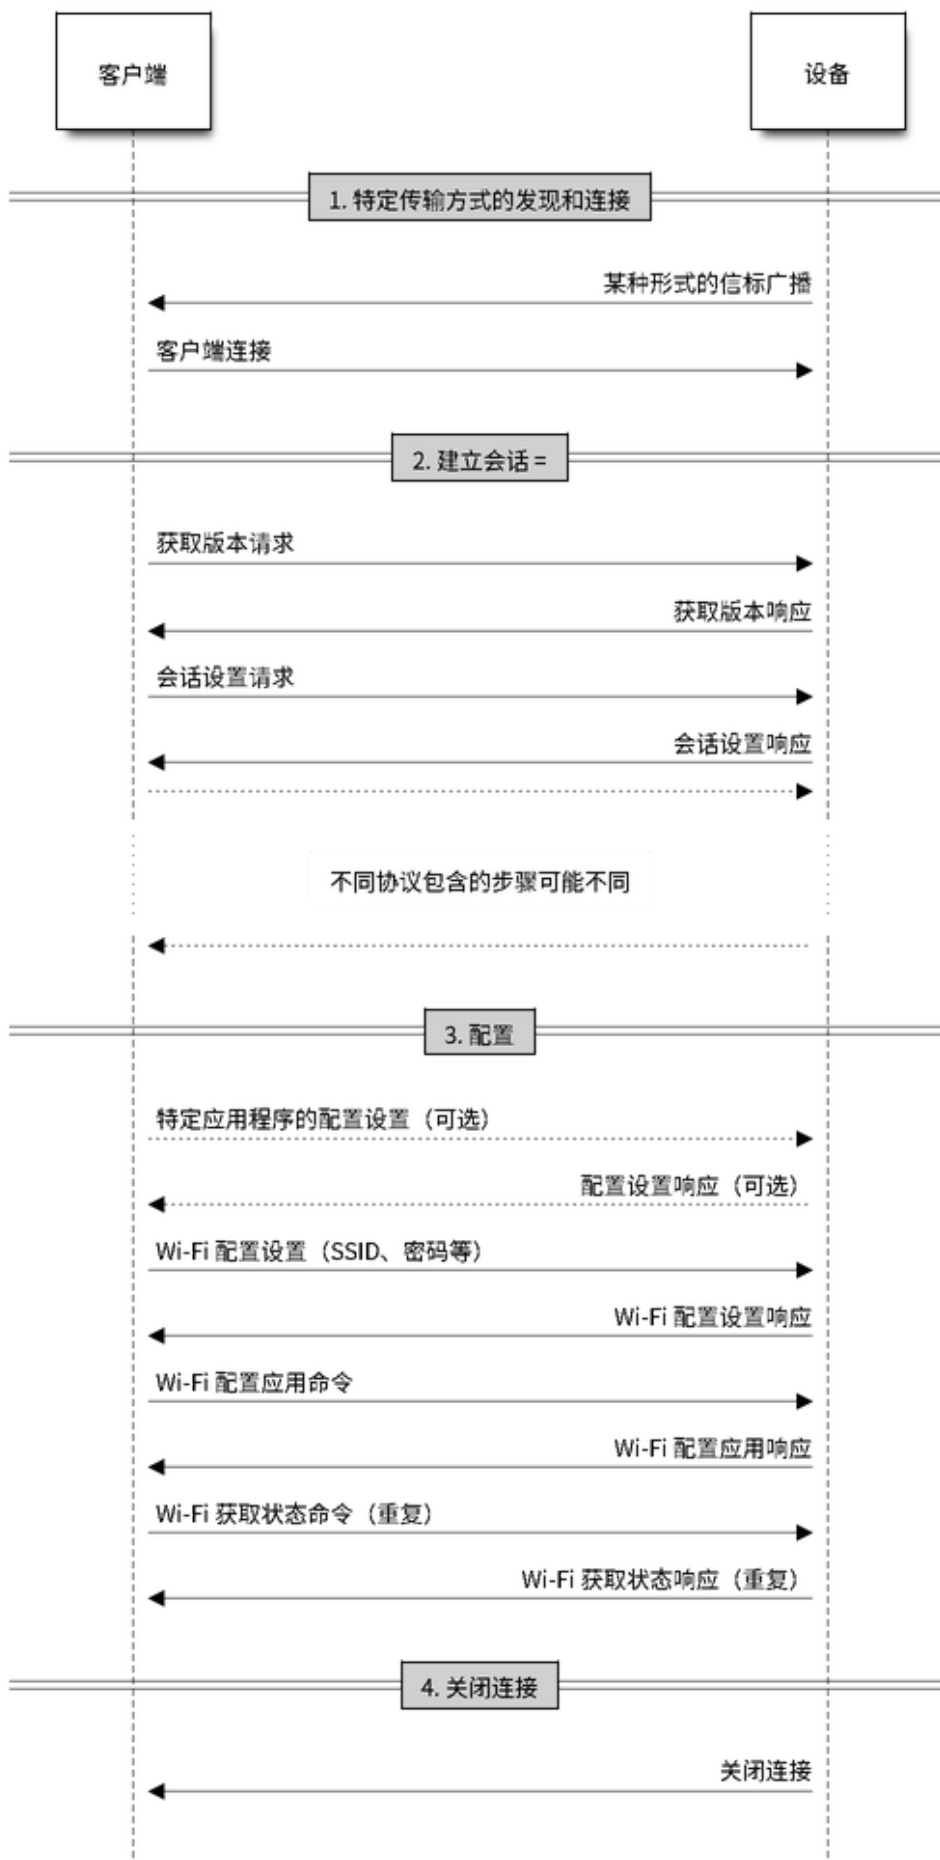 客户端
设备
1. 特定传输方式的发现和连接
某种形式的信标广播
客户端连接
2. 建立会话 =
获取版本请求
获取版本响应
会话设置请求
会话设置响应
不同协议包含的步骤可能不同
3. 配置
特定应用程序的配置设置（可选）
配置设置响应（可选）
Wi-Fi 配置设置（SSID、密码等）
Wi-Fi 配置设置响应
Wi-Fi 配置应用命令
Wi-Fi 配置应用响应
Wi-Fi 获取状态命令（重复）
Wi-Fi 获取状态响应（重复）
4. 关闭连接
关闭连接